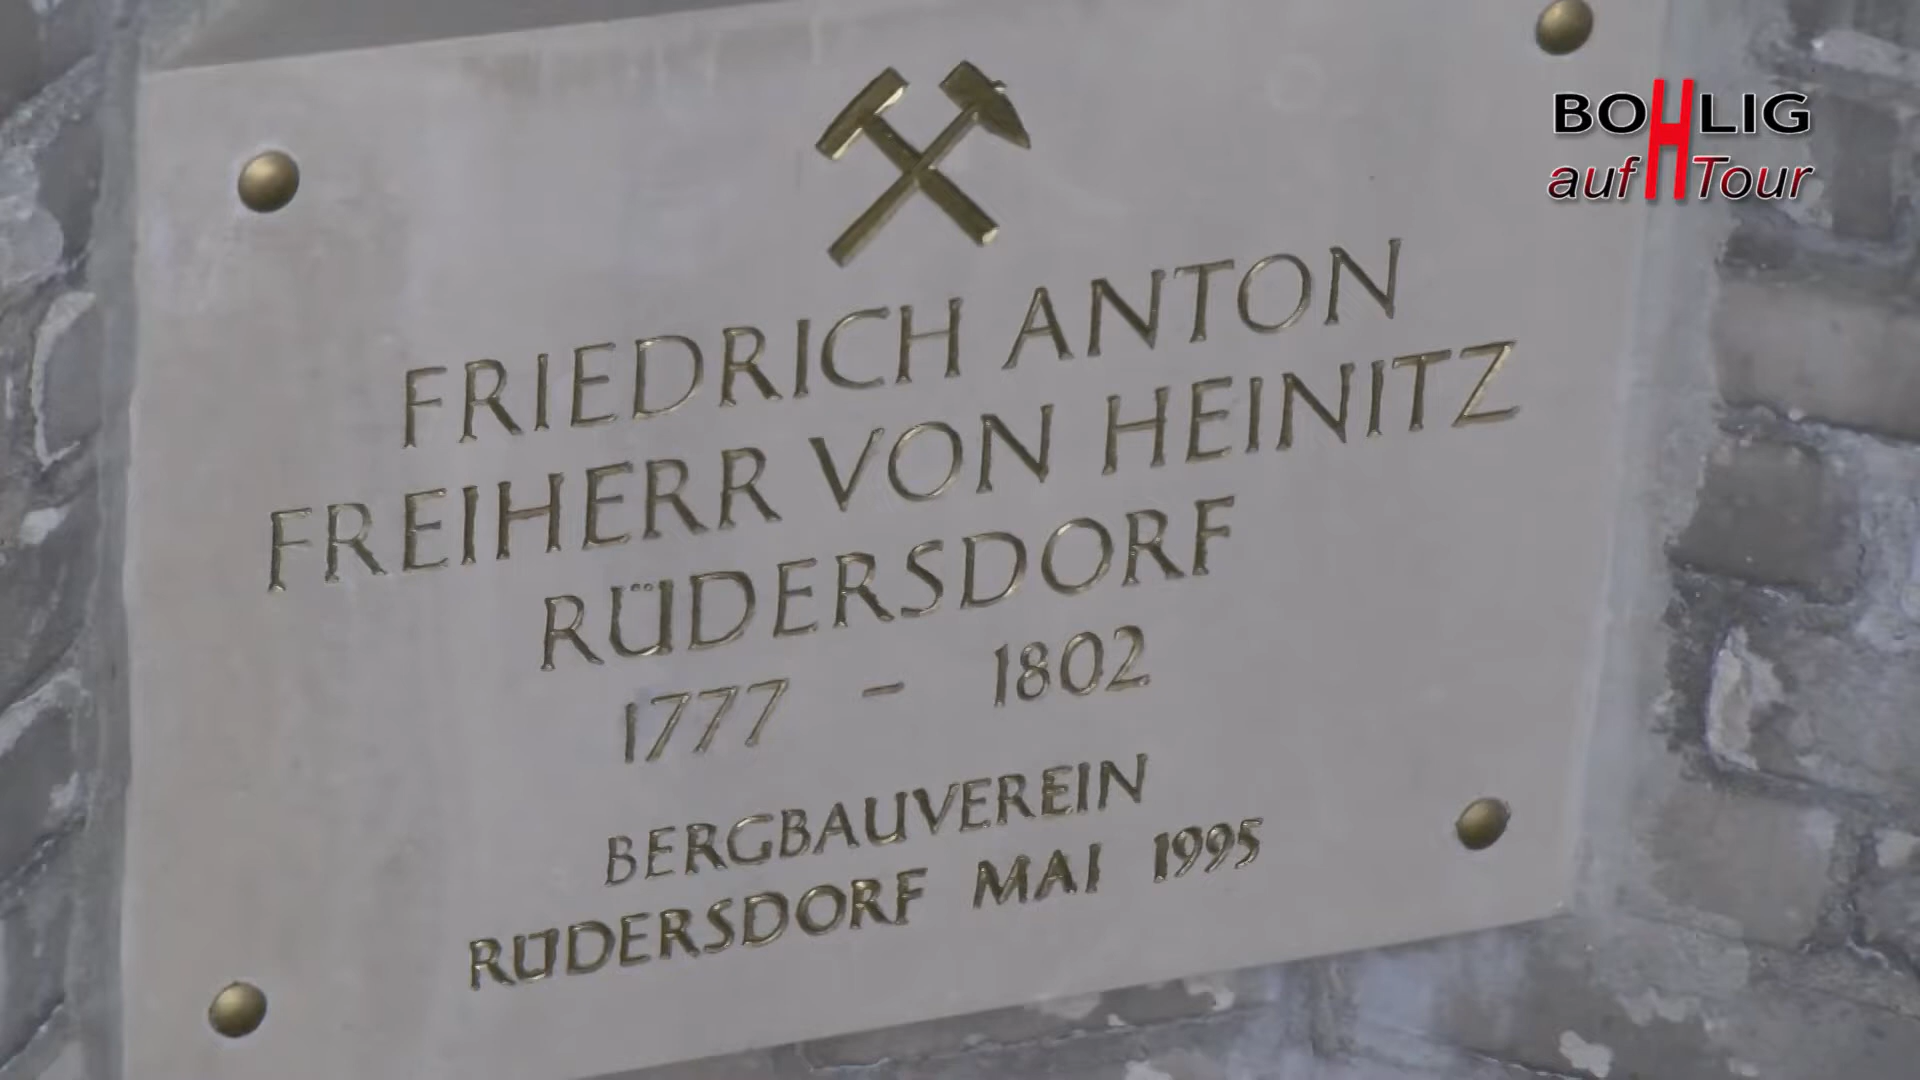 BOHLIG
auf Tour
FRIEDRICH ANTON
FREIHERR VON HEINITZ
RÜDERSDORF
1777 - 1802
BERGBAUVEREIN
RÜDERSDORF MAI 1995